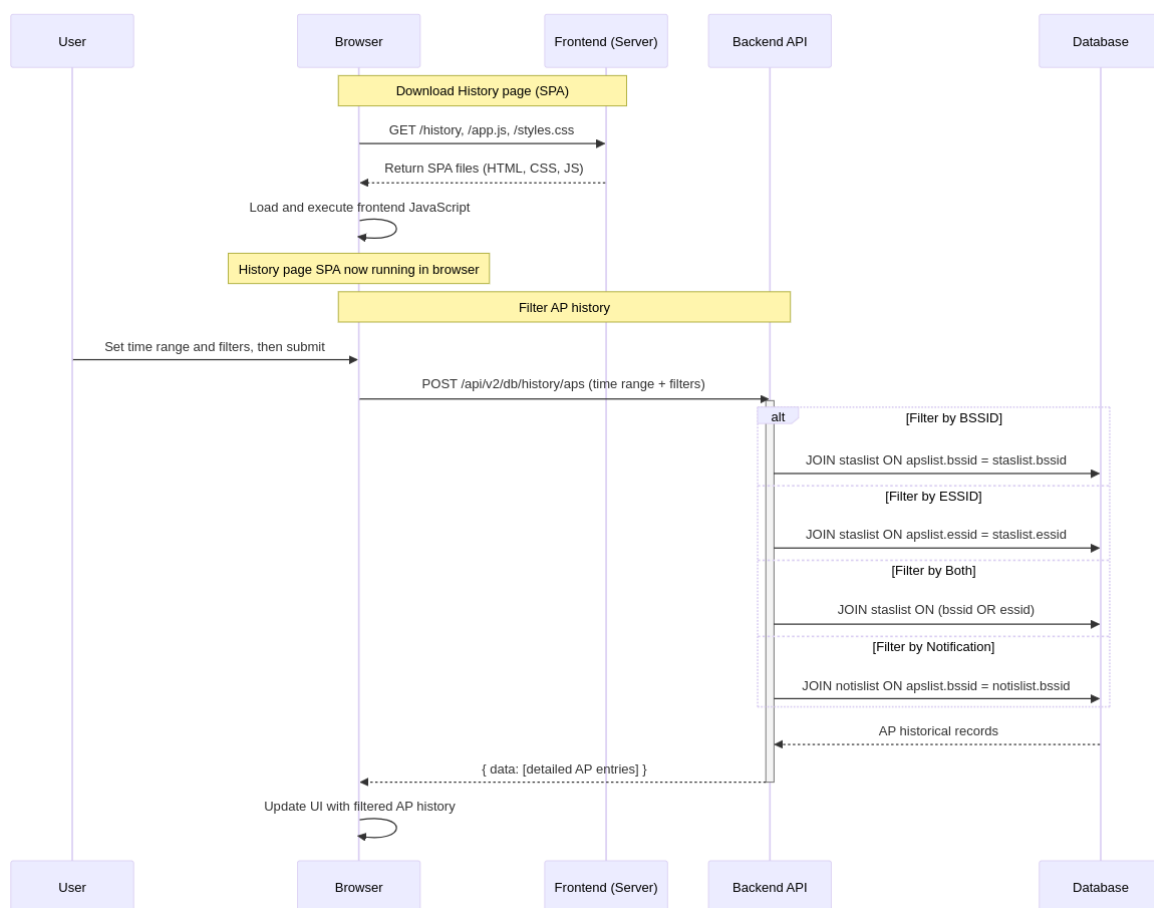 User
Browser
Frontend (Server)
Backend API
Database
Download History page (SPA)
GET /history, /app.js, /styles.css
Return SPA files (HTML, CSS, JS)
Load and execute frontend JavaScript
History page SPA now running in browser
Filter AP history
Set time range and filters, then submit
POST /api/v2/db/history/aps (time range + filters)
alt
[Filter by BSSID]
JOIN staslist ON apslist.bssid = staslist.bssid
[Filter by ESSID]
JOIN staslist ON apslist.essid = staslist.essid
[Filter by Both]
JOIN staslist ON (bssid OR essid)
[Filter by Notification]
JOIN notislist ON apslist.bssid = notislist.bssid
AP historical records
{ data: [detailed AP entries] }
Update UI with filtered AP history
User
Browser
Frontend (Server)
Backend API
Database